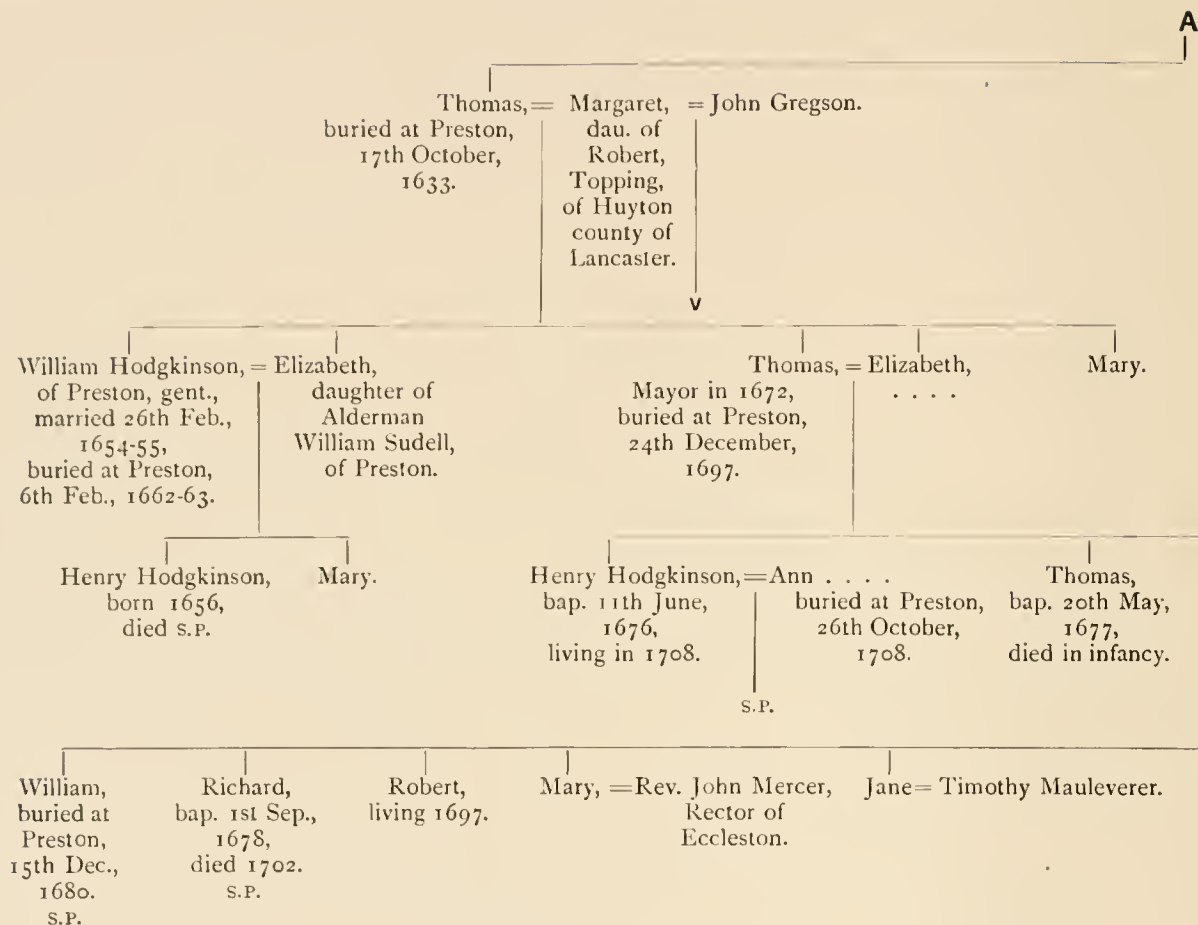 A
Thomas, = Margaret, = John Gregson.
buried at Preston,
17th October,
1633.
dau. of
Robert,
Topping,
of Huyton
county of
Lancaster.
v
William Hodgkinson, = Elizabeth,
of Preston, gent.,
married 26th Feb.,
1654-55,
buried at Preston,
6th Feb., 1662-63.
daughter of
Alderman
William Sudell,
of Preston.
Thomas, = Elizabeth,
Mayor in 1672,
buried at Preston,
24th December,
1697.
. . . .
Mary.
Henry Hodgkinson,
born 1656,
died S.P.
Mary.
Henry Hodgkinson, = Ann . . . .
bap. 11th June,
1676,
living in 1708.
buried at Preston,
26th October,
1708.
S.P.
Thomas,
bap. 20th May,
1677,
died in infancy.
William,
buried at
Preston,
15th Dec.,
1680.
S.P.
Richard,
bap. 1st Sep.,
1678,
died 1702.
S.P.
Robert,
living 1697.
Mary, = Rev. John Mercer,
Rector of
Eccleston.
Jane = Timothy Mauleverer.